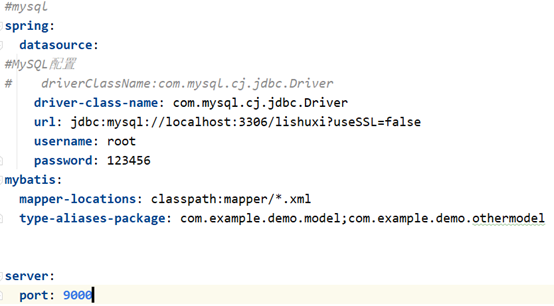 #mysql
spring:
  datasource:
#MySQL配置
#    driverClassName:com.mysql.cj.jdbc.Driver
    driver-class-name: com.mysql.cj.jdbc.Driver
    url: jdbc:mysql://localhost:3306/lishuxi?useSSL=false
    username: root
    password: 123456
mybatis:
  mapper-locations: classpath:mapper/*.xml
  type-aliases-package: com.example.demo.model;com.example.demo.othermodel
server:
  port: 9000